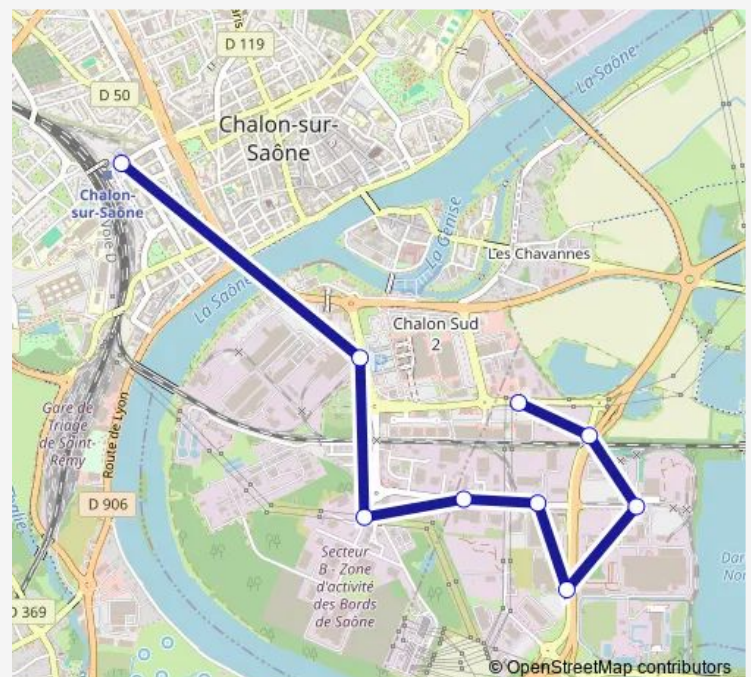 D 119
D 50
Chalon-sur-
Saône
La Saône
Chalon-
sur-Saône
Voie D
La Génise
Les Chavannes
La Saône
Chalon Sud
2
Gare de
Triage
de Saint-
Rémy
Route de Lyon
D 906
Secteur
B - Zone
d'activité
des Bords
de Saône
D 369
© OpenStreetMap contributors